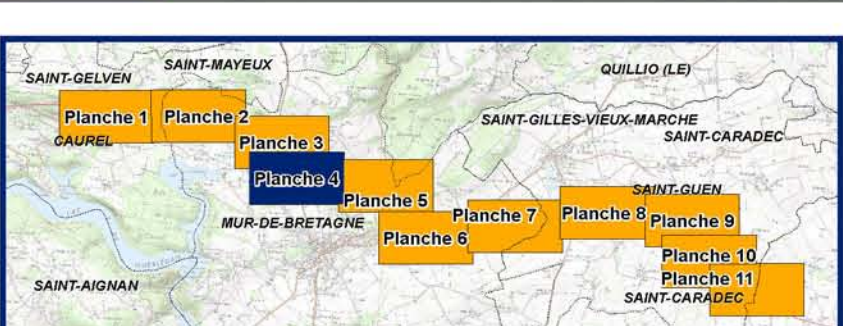 SAINT-MAYEUX
QUILLIO (LE)
SAINT-GELVEN
Planche 1
Planche 2
SAINT-GILLES-VIEUX-MARCHE
SAINT-CARADEC
CAUREL
Planche 3
Planche 4
SAINT-GUEN
Planche 5
Planche 7
Planche 8
Planche 9
MUR-DE-BRETAGNE
Planche 6
Planche 10
Planche 11
SAINT-AIGNAN
SAINT-CARADEC